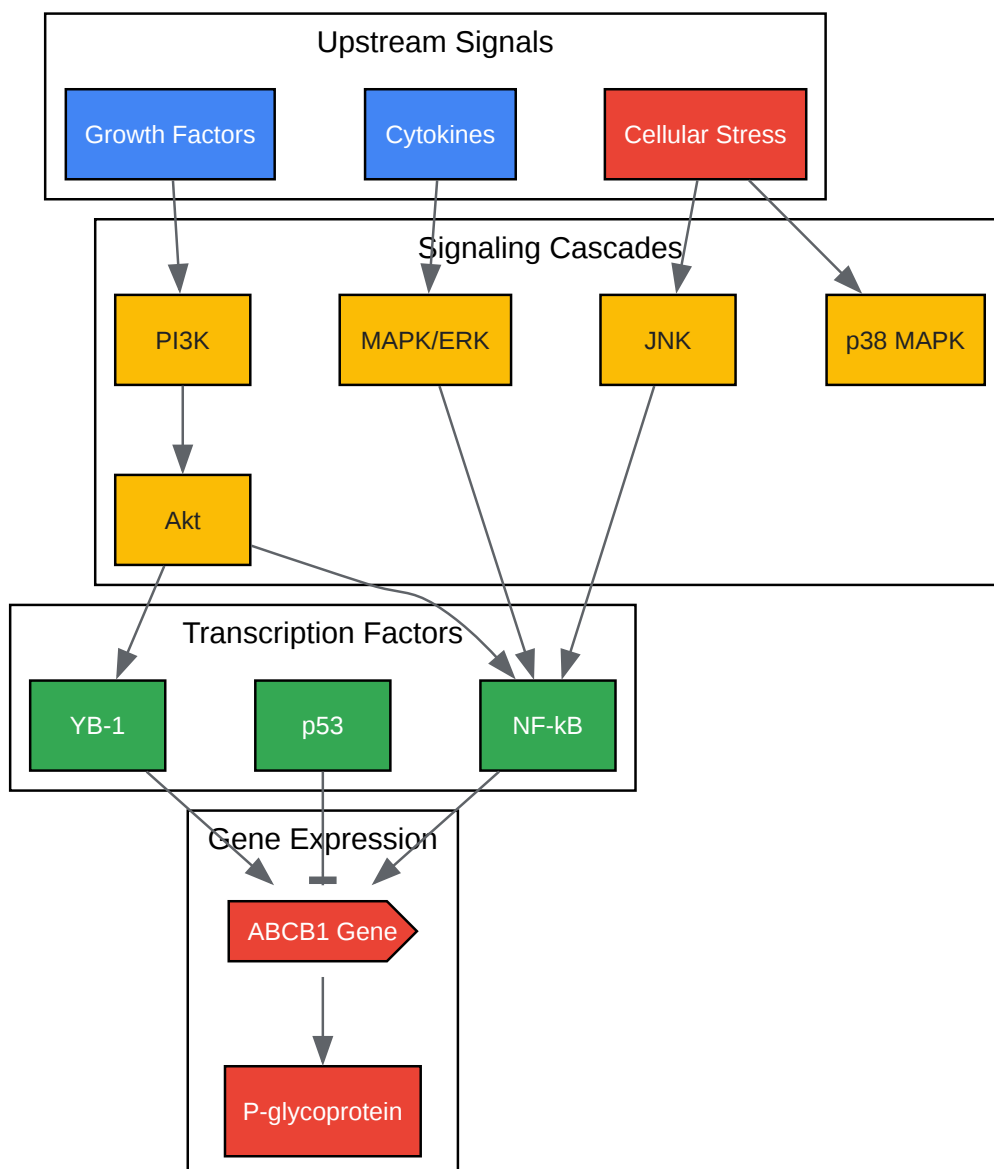 Upstream Signals
Growth Factors
Cytokines
Cellular Stress
Signaling Cascades
PI3K
MAPK/ERK
JNK
p38 MAPK
Akt
Transcription Factors
YB-1
p53
NF-kB
Gene Expression
ABCB1 Gene
P-glycoprotein